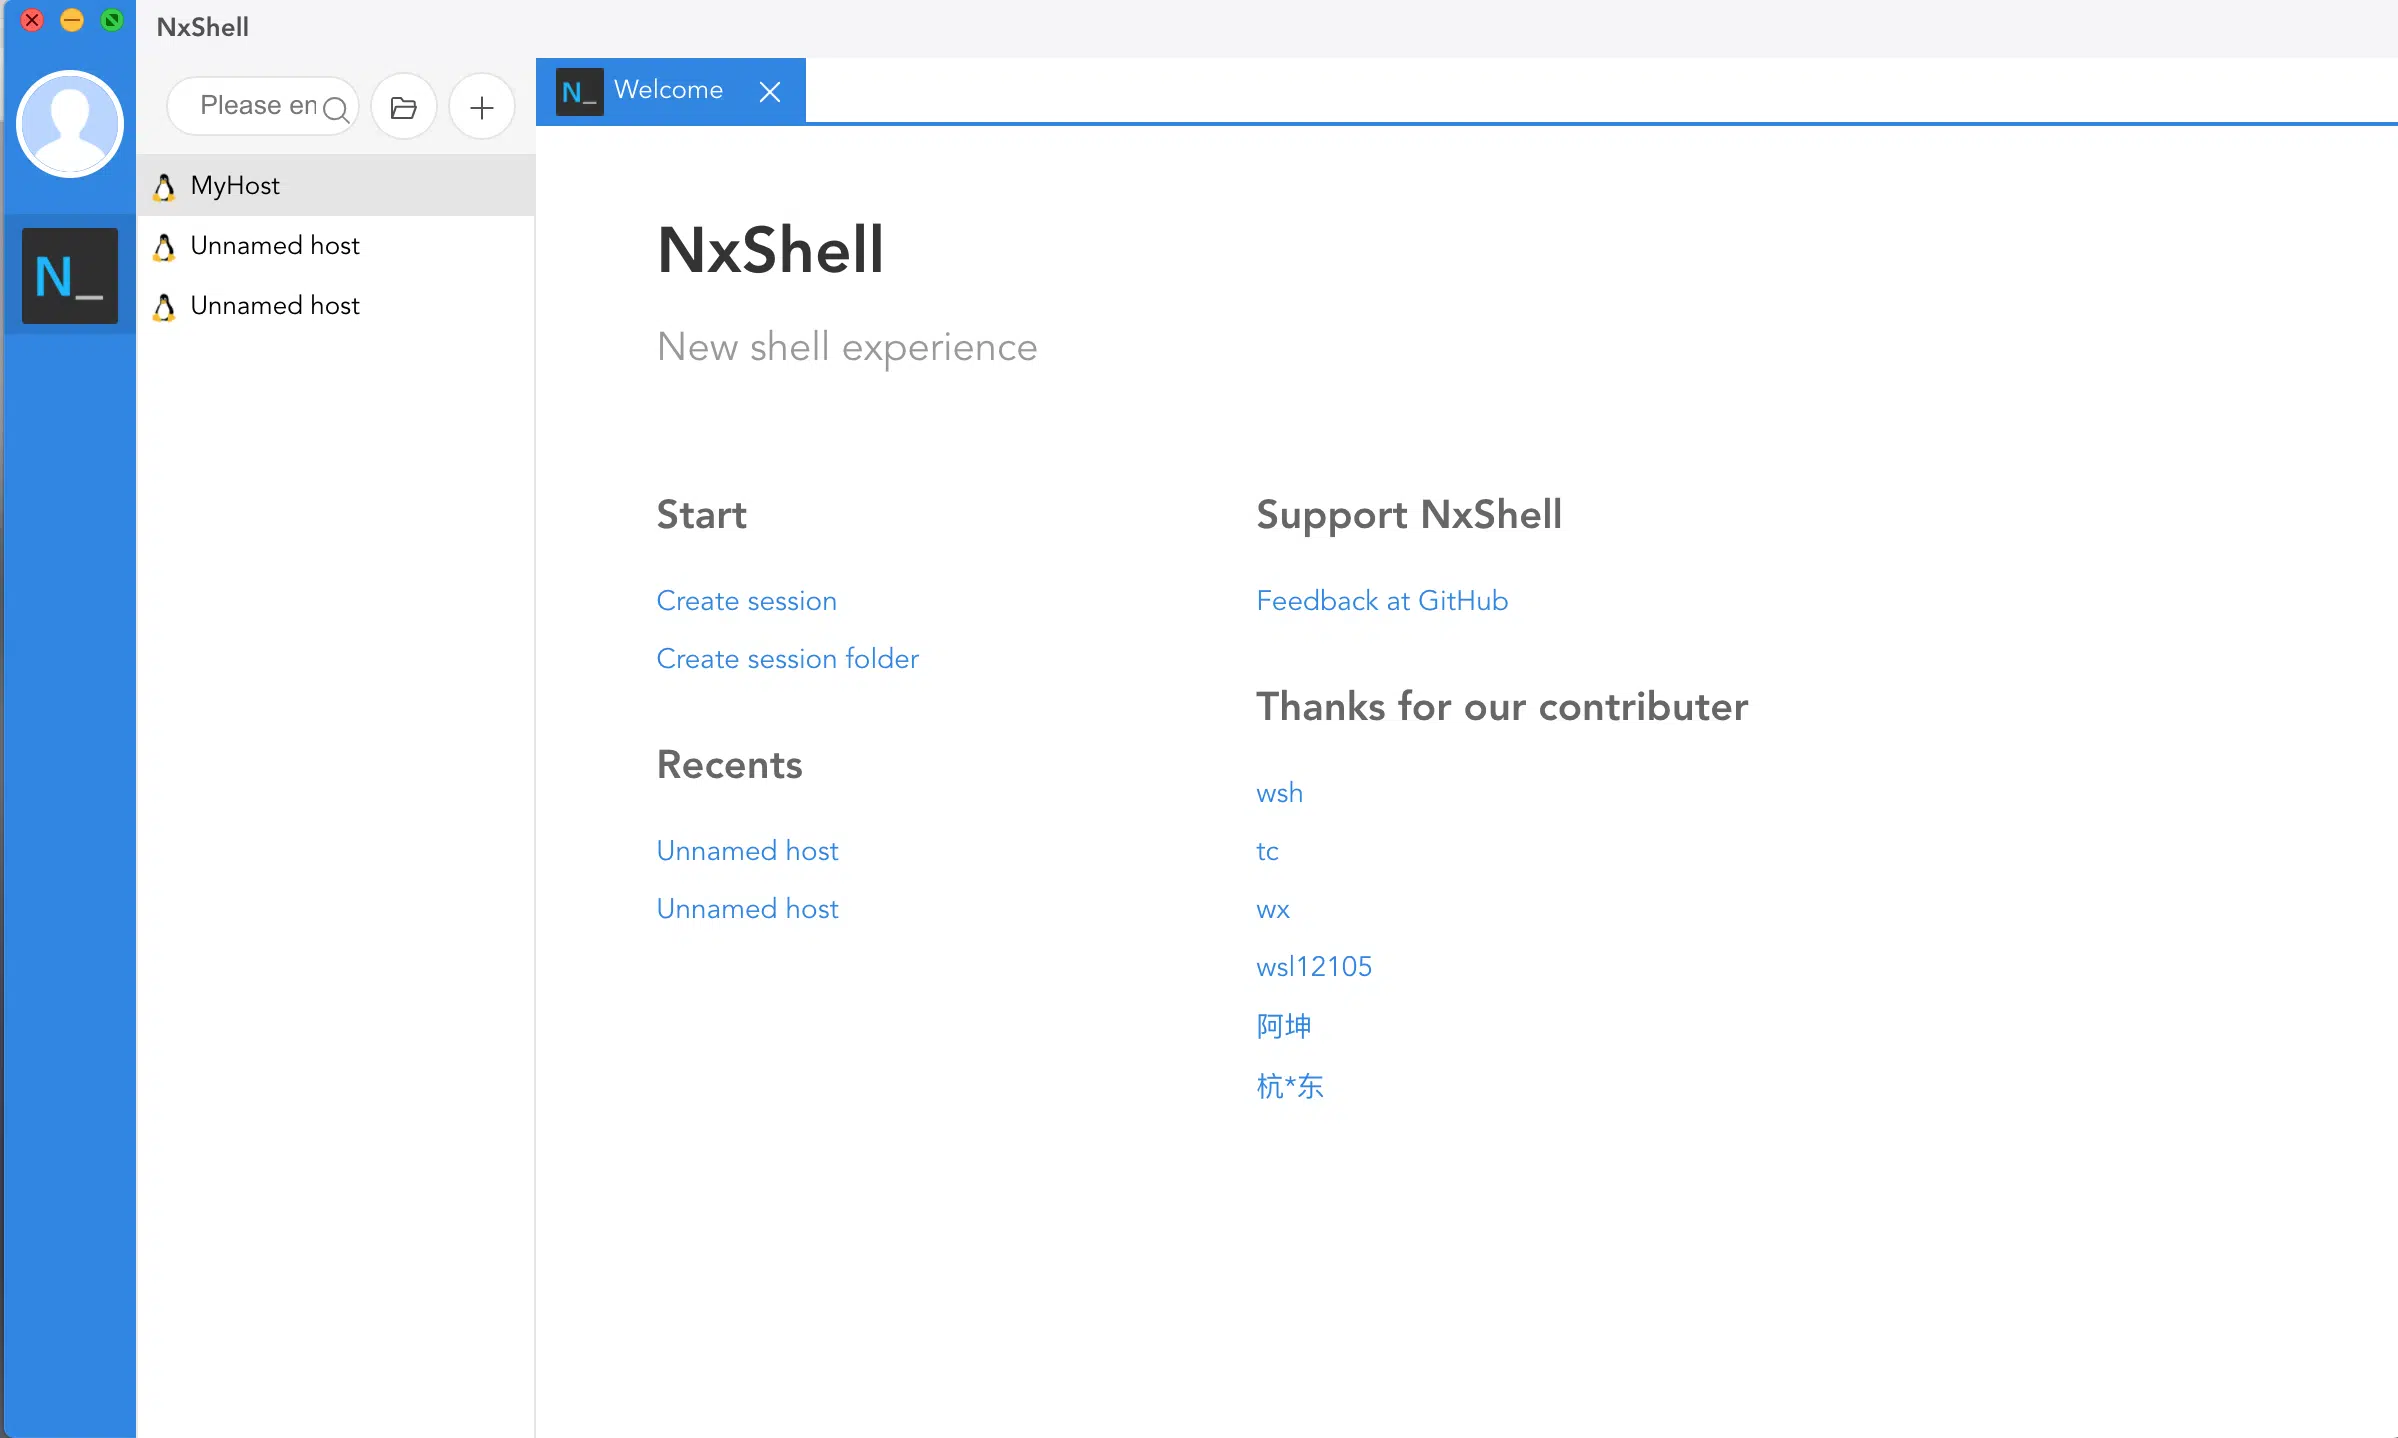 NxShell
Please en
MyHost
Unnamed host
Unnamed host
N_
N_ Welcome
NxShell
New shell experience
Start
Create session
Create session folder
Recents
Unnamed host
Unnamed host
Support NxShell
Feedback at GitHub
Thanks for our contributer
wsh
tc
wx
wsl12105
阿坤
杭*东